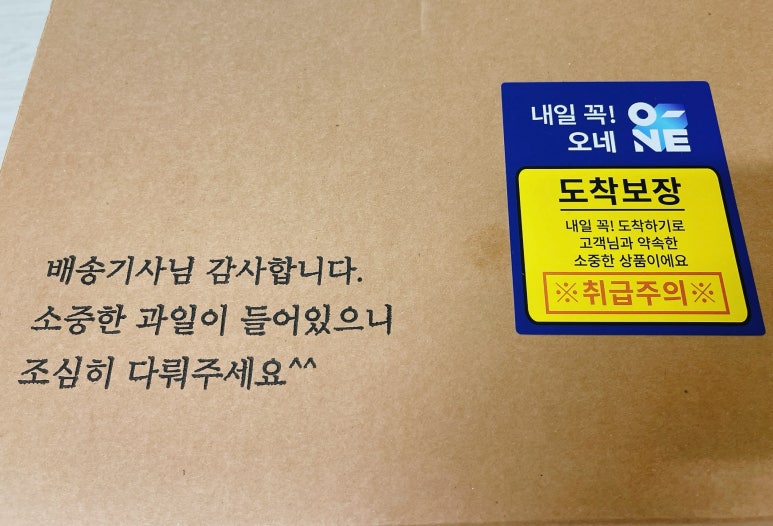 배송기사님 감사합니다.
소중한 과일이 들어있으니
조심히 다뤄주세요^^
내일 꼭!
오네
O-NE
도착보장
내일 꼭! 도착하기로
고객님과 약속한
소중한 상품이에요
※취급주의※